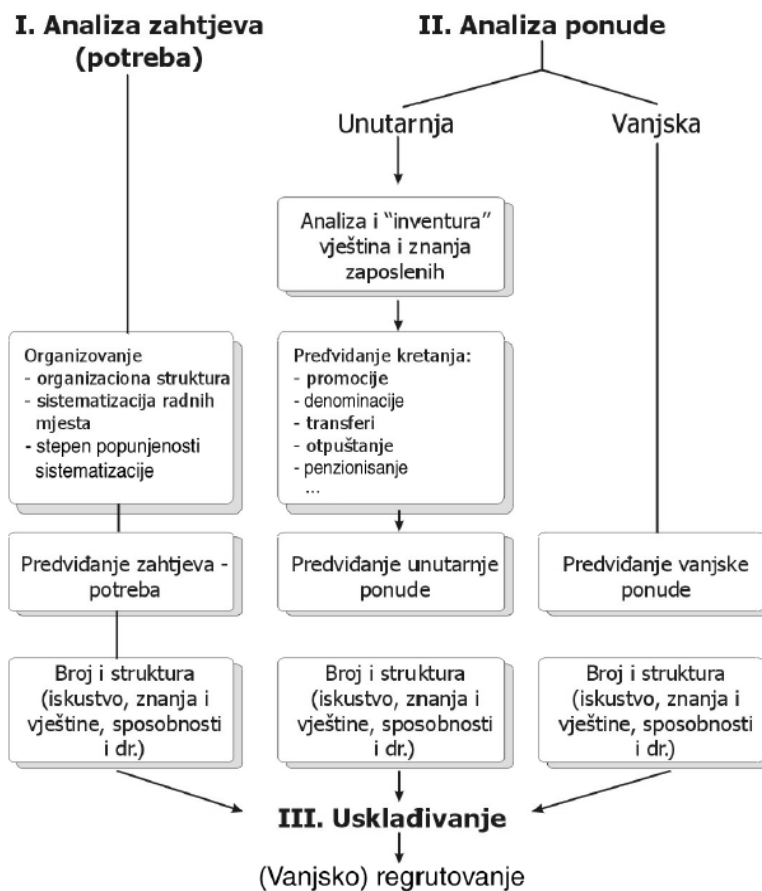 I. Analiza zahtjeva
(potreba)
II. Analiza ponude
Unutarnja
Vanjska
Analiza i “inventura”
vještina i znanja
zaposlenih
Organizovanje
- organizaciona struktura
- sistematizacija radnih
mjesta
- stepen popunjenosti
sistematizacije
Pređviđanje kretanja:
- promocije
- denominacije
- transferi
- otpuštanje
- penzionisanje
...
Predviđanje zahtjeva -
potreba
Predviđanje unutarnje
ponude
Predviđanje vanjske
ponude
Broj i struktura
(iskustvo, znanja i
vještine, sposobnosti
i dr.)
Broj i struktura
(iskustvo, znanja i
vještine, sposobnosti
i dr.)
Broj i struktura
(iskustvo, znanja i
vještine, sposobnosti
i dr.)
III. Usklađivanje
(Vanjsko) regrutovanje